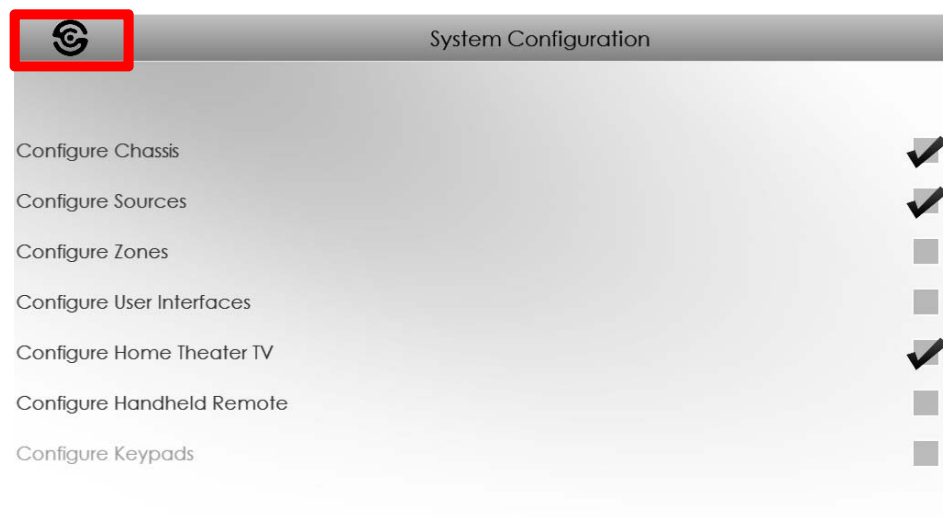 System Configuration
Configure Chassis
Configure Sources
Configure Zones
Configure User Interfaces
Configure Home Theater TV
Configure Handheld Remote
Configure Keypads